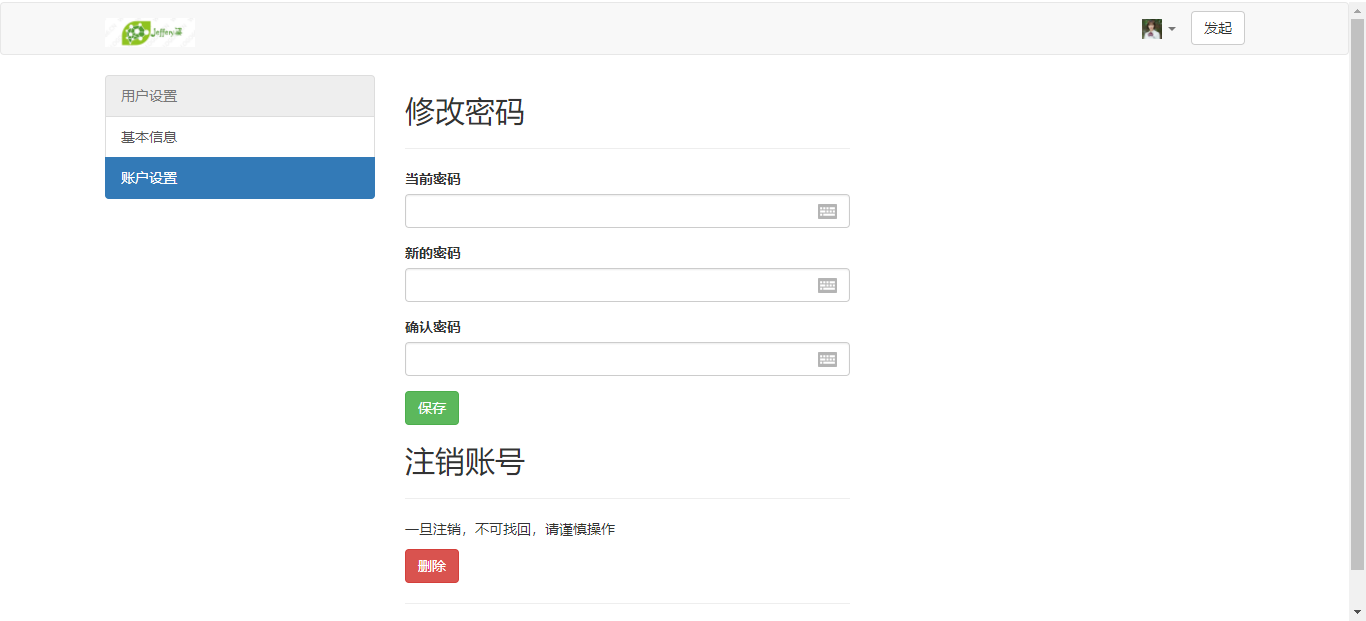 发起
用户设置
基本信息
账户设置
修改密码
当前密码
新的密码
确认密码
保存
注销账号
一旦注销，不可找回，请谨慎操作
删除